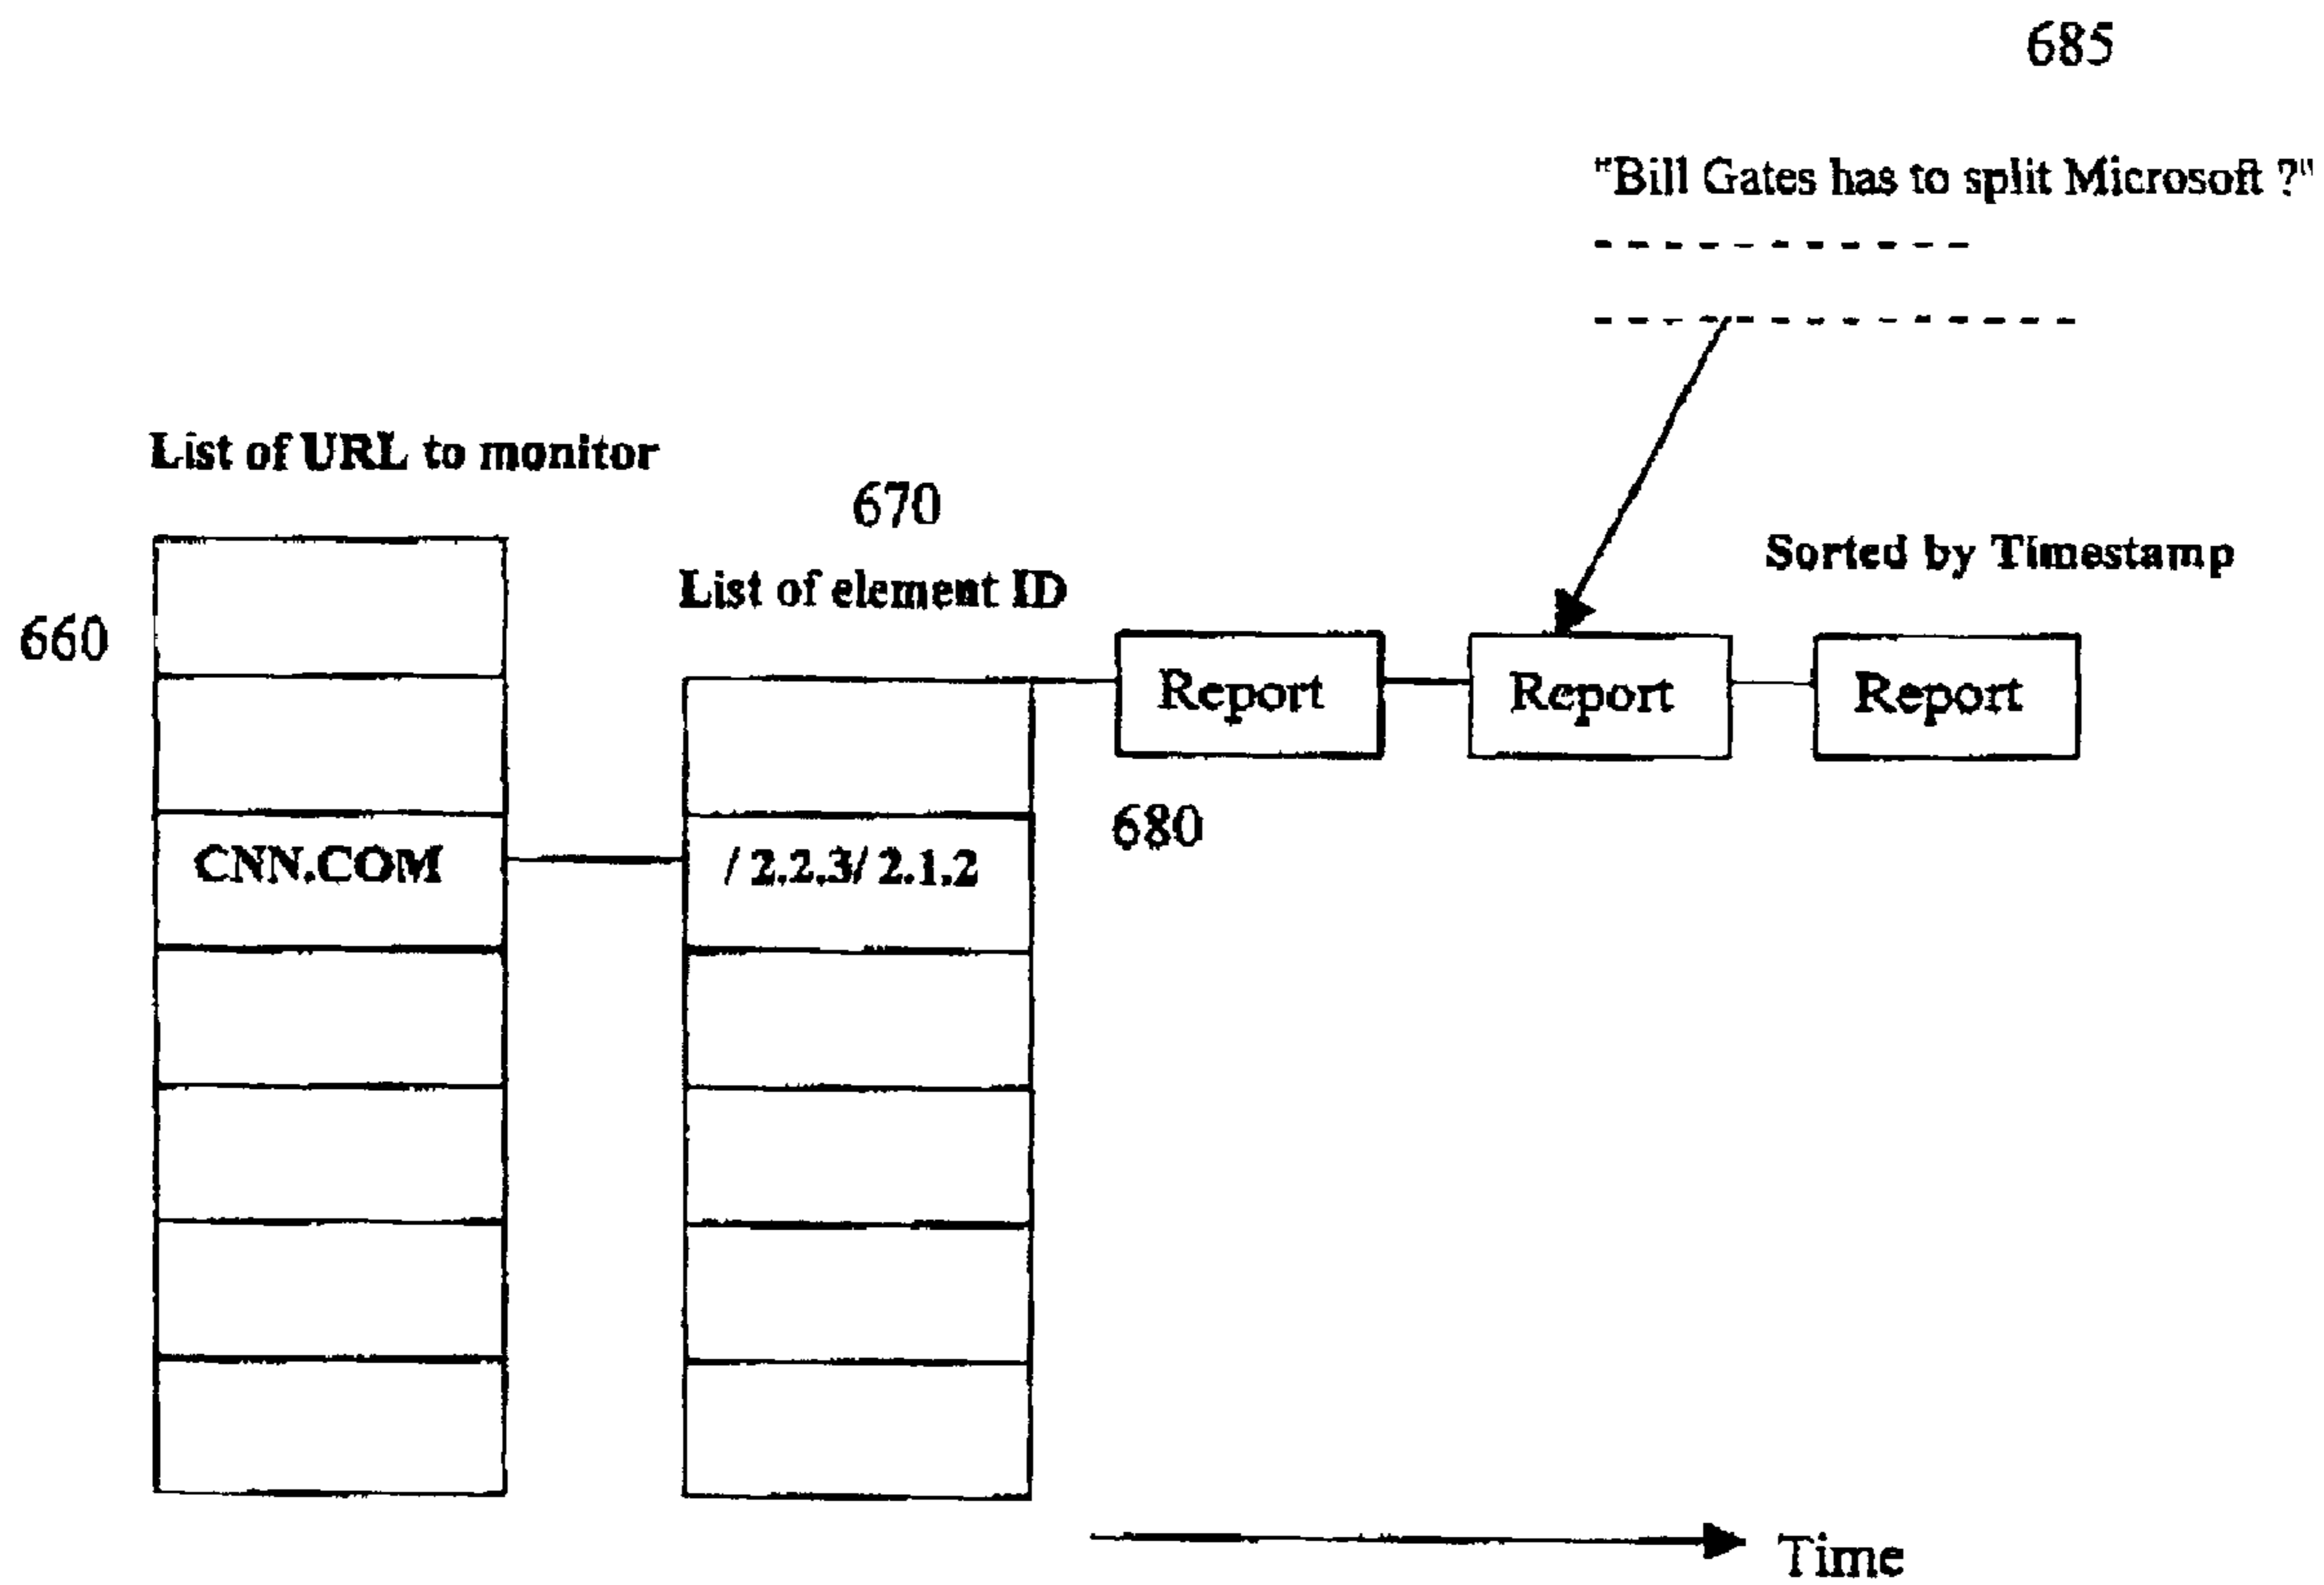 685
"Bill Gates has to split Microsoft ?"
List of URL to monitor
670
List of element ID
Sorted by Timestamp
660
Report
Report
Report
680
CNN.COM
/ 2.2.3/ 2.1.2
Time